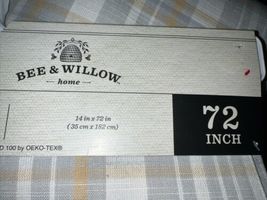 BEE & WILLOW
home
14 in x 72 in
(35 cm x 182 cm)
72
INCH
D 100 by OEKO-TEX®